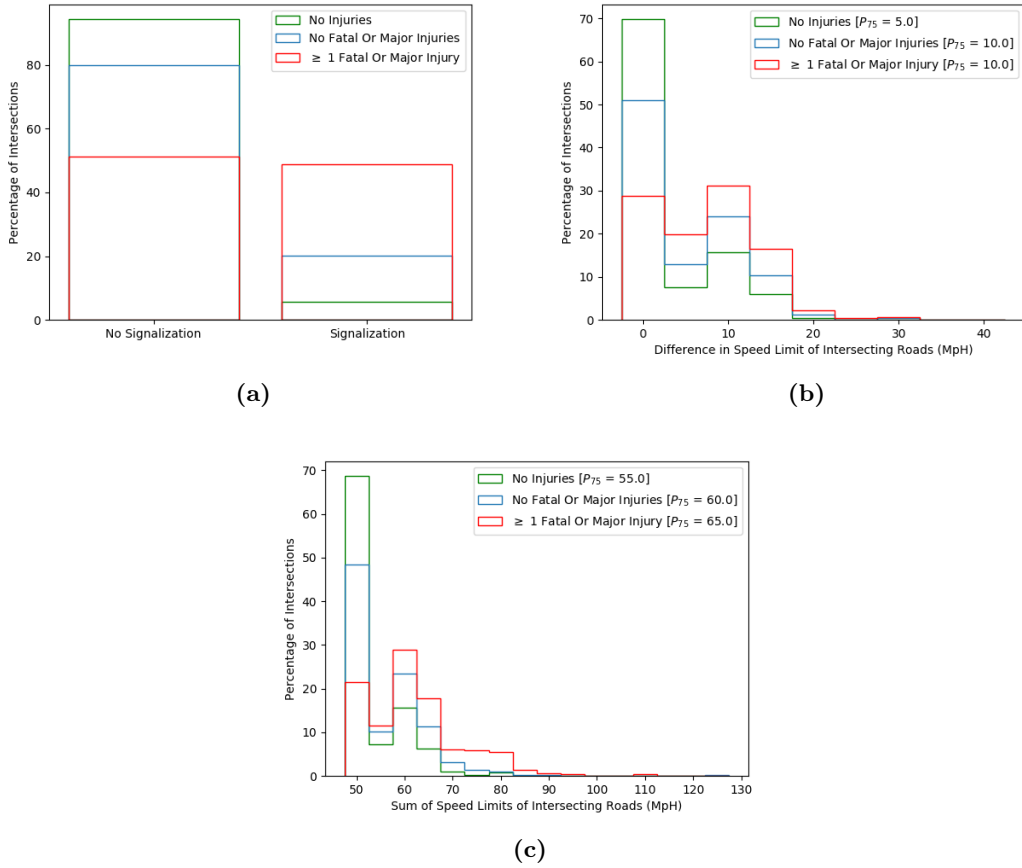 No Injuries
No Fatal Or Major Injuries
≥ 1 Fatal Or Major Injury
Percentage of Intersections
80
60
40
20
0
No Signalization
Signalization
(a)
No Injuries [P75 = 5.0]
No Fatal Or Major Injuries [P75 = 10.0]
≥ 1 Fatal Or Major Injury [P75 = 10.0]
Percentage of Intersections
70
60
50
40
30
20
10
0
0 10 20 30 40
Difference in Speed Limit of Intersecting Roads (MpH)
(b)
No Injuries [P75 = 55.0]
No Fatal Or Major Injuries [P75 = 60.0]
≥ 1 Fatal Or Major Injury [P75 = 65.0]
Percentage of Intersections
70
60
50
40
30
20
10
0
50 60 70 80 90 100 110 120 130
Sum of Speed Limits of Intersecting Roads (MpH)
(c)